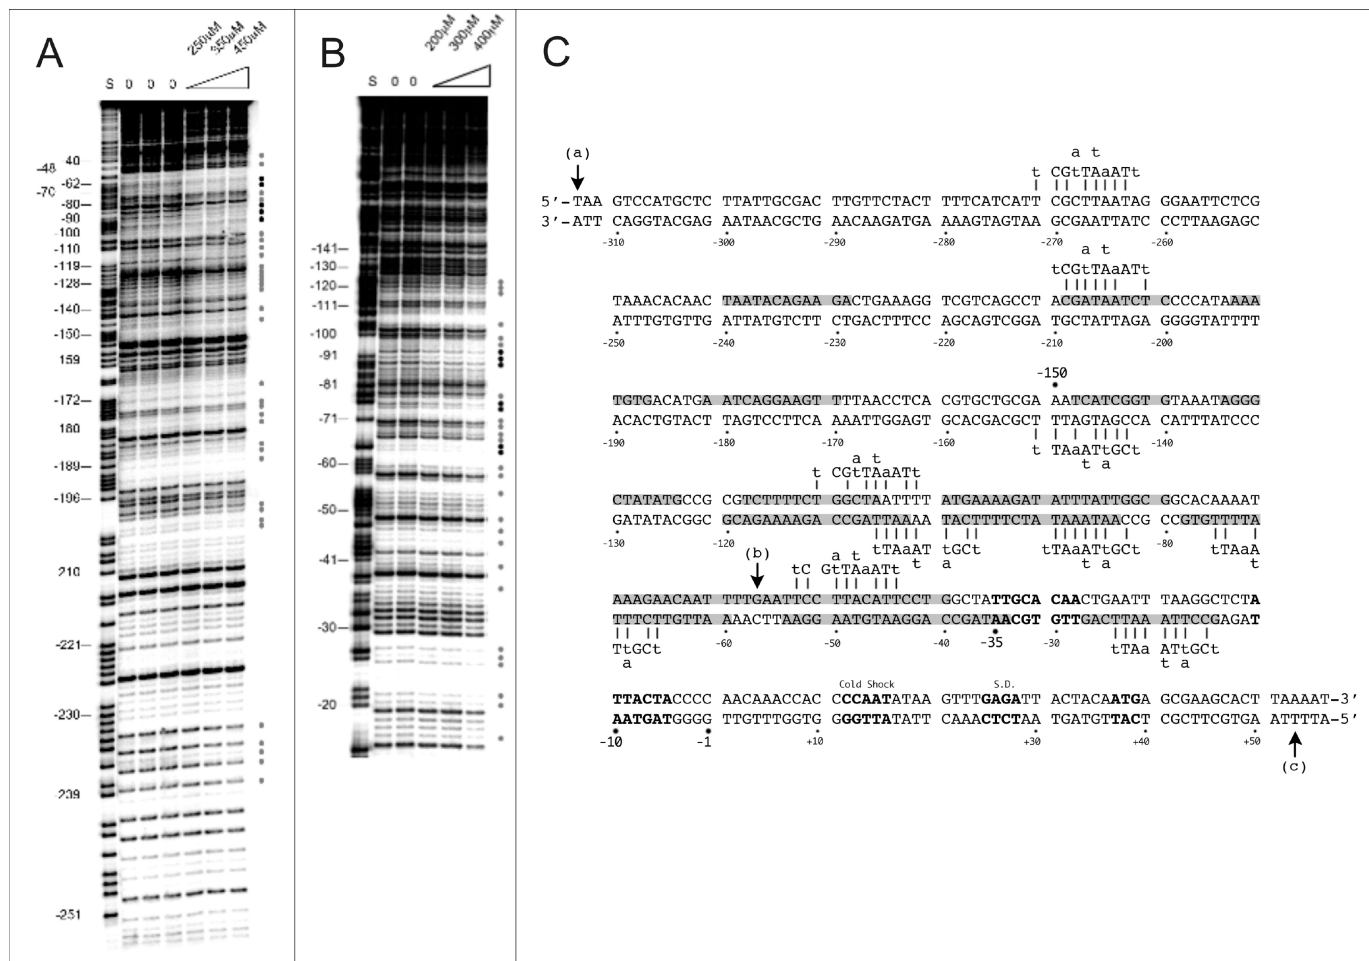 A
250µM
350µM
450µM
S 0 0 0
40
-48
-62
-70
-80
-90
-100
-110
-119
-128
-140
-150
159
-172
180
-189
-196
210
-221
-230
-239
-251
B
200µM
300µM
400µM
S 0 0
-141
-130
-120
-111
-100
-91
-81
-71
-60
-50
-41
-30
-20
C
(a)
a t
t CGtTAaATt
5’-TAA GTCCATGCTC TTATTGCGAC TTGTTCTACT TTTCATCATT CGCTTAATAG GGAATTCTCG
3’-ATT CAGGTACGAG AATAACGCTG AACAAGATGA AAAGTAGTAA GCGAATTATC CCTTAAGAGC
-310 -300 -290 -280 -270 -260
a t
tCGtTAaATt
TAAACACAAC TAATACAGAA GACTGAAAGG TCGTCAGCCT ACGATAATCT CCCCATAAAA
ATTTGTGTTG ATTATGTCTT CTGACTTTCC AGCAGTCGGA TGCTATTAGA GGGGTATTTT
-250 -240 -230 -220 -210 -200
-150
TGTGACATGA ATCAGGAAGT TTTAACCTCA CGTGCTGCGA AATCATCGGT GTAAATAGGG
ACACTGTACT TAGTCCTTCA AAATTGGAGT GCACGACGCT TTAGTAGCCA CATTTATCCC
-190 -180 -170 -160 -140
t TAaATtGCt
t a
a t
t CGtTAaATt
CTATATGCCG CGTCTTTTCT GGCTAATTTT ATGAAAAGAT ATTTATTGGC GGCACAAAAT
GATATACGGC GCAGAAAAGA CCGATTAAAA TACTTTTCTA TAAATAACCG CCGTGTTTTA
-130 -120 -80
tTAaAT tGCt tTAaATtGCt tTAaA
t a t a t
(b)
a t
tC GtTAaATt
AAAGAACAAT TTTGAATTCC TTACATTCCT GGCTATTGCA CAACTGAATT TAAGGCTCTA
TTTCTTGTTA AAACTTAAGG AATGTAAGGA CCGATAACGT GTTGACTTAA ATTCCGAGAT
-60 -50 -40 -35 -30
TtGCt tTAa ATtGCt
a t a
Cold Shock S.D.
TTACTACCCC AACAAACCAC CCCAATATAA GTTTGAGATT ACTACAATGA GCGAAGCACT TAAAAT-3’
AATGATGGGG TTGTTTGGTG GGGTTATATT CAAACTCTAA TGATGTTACT CGCTTCGTGA ATTTTA-5’
-10 -1 +10 +30 +40 +50
(c)